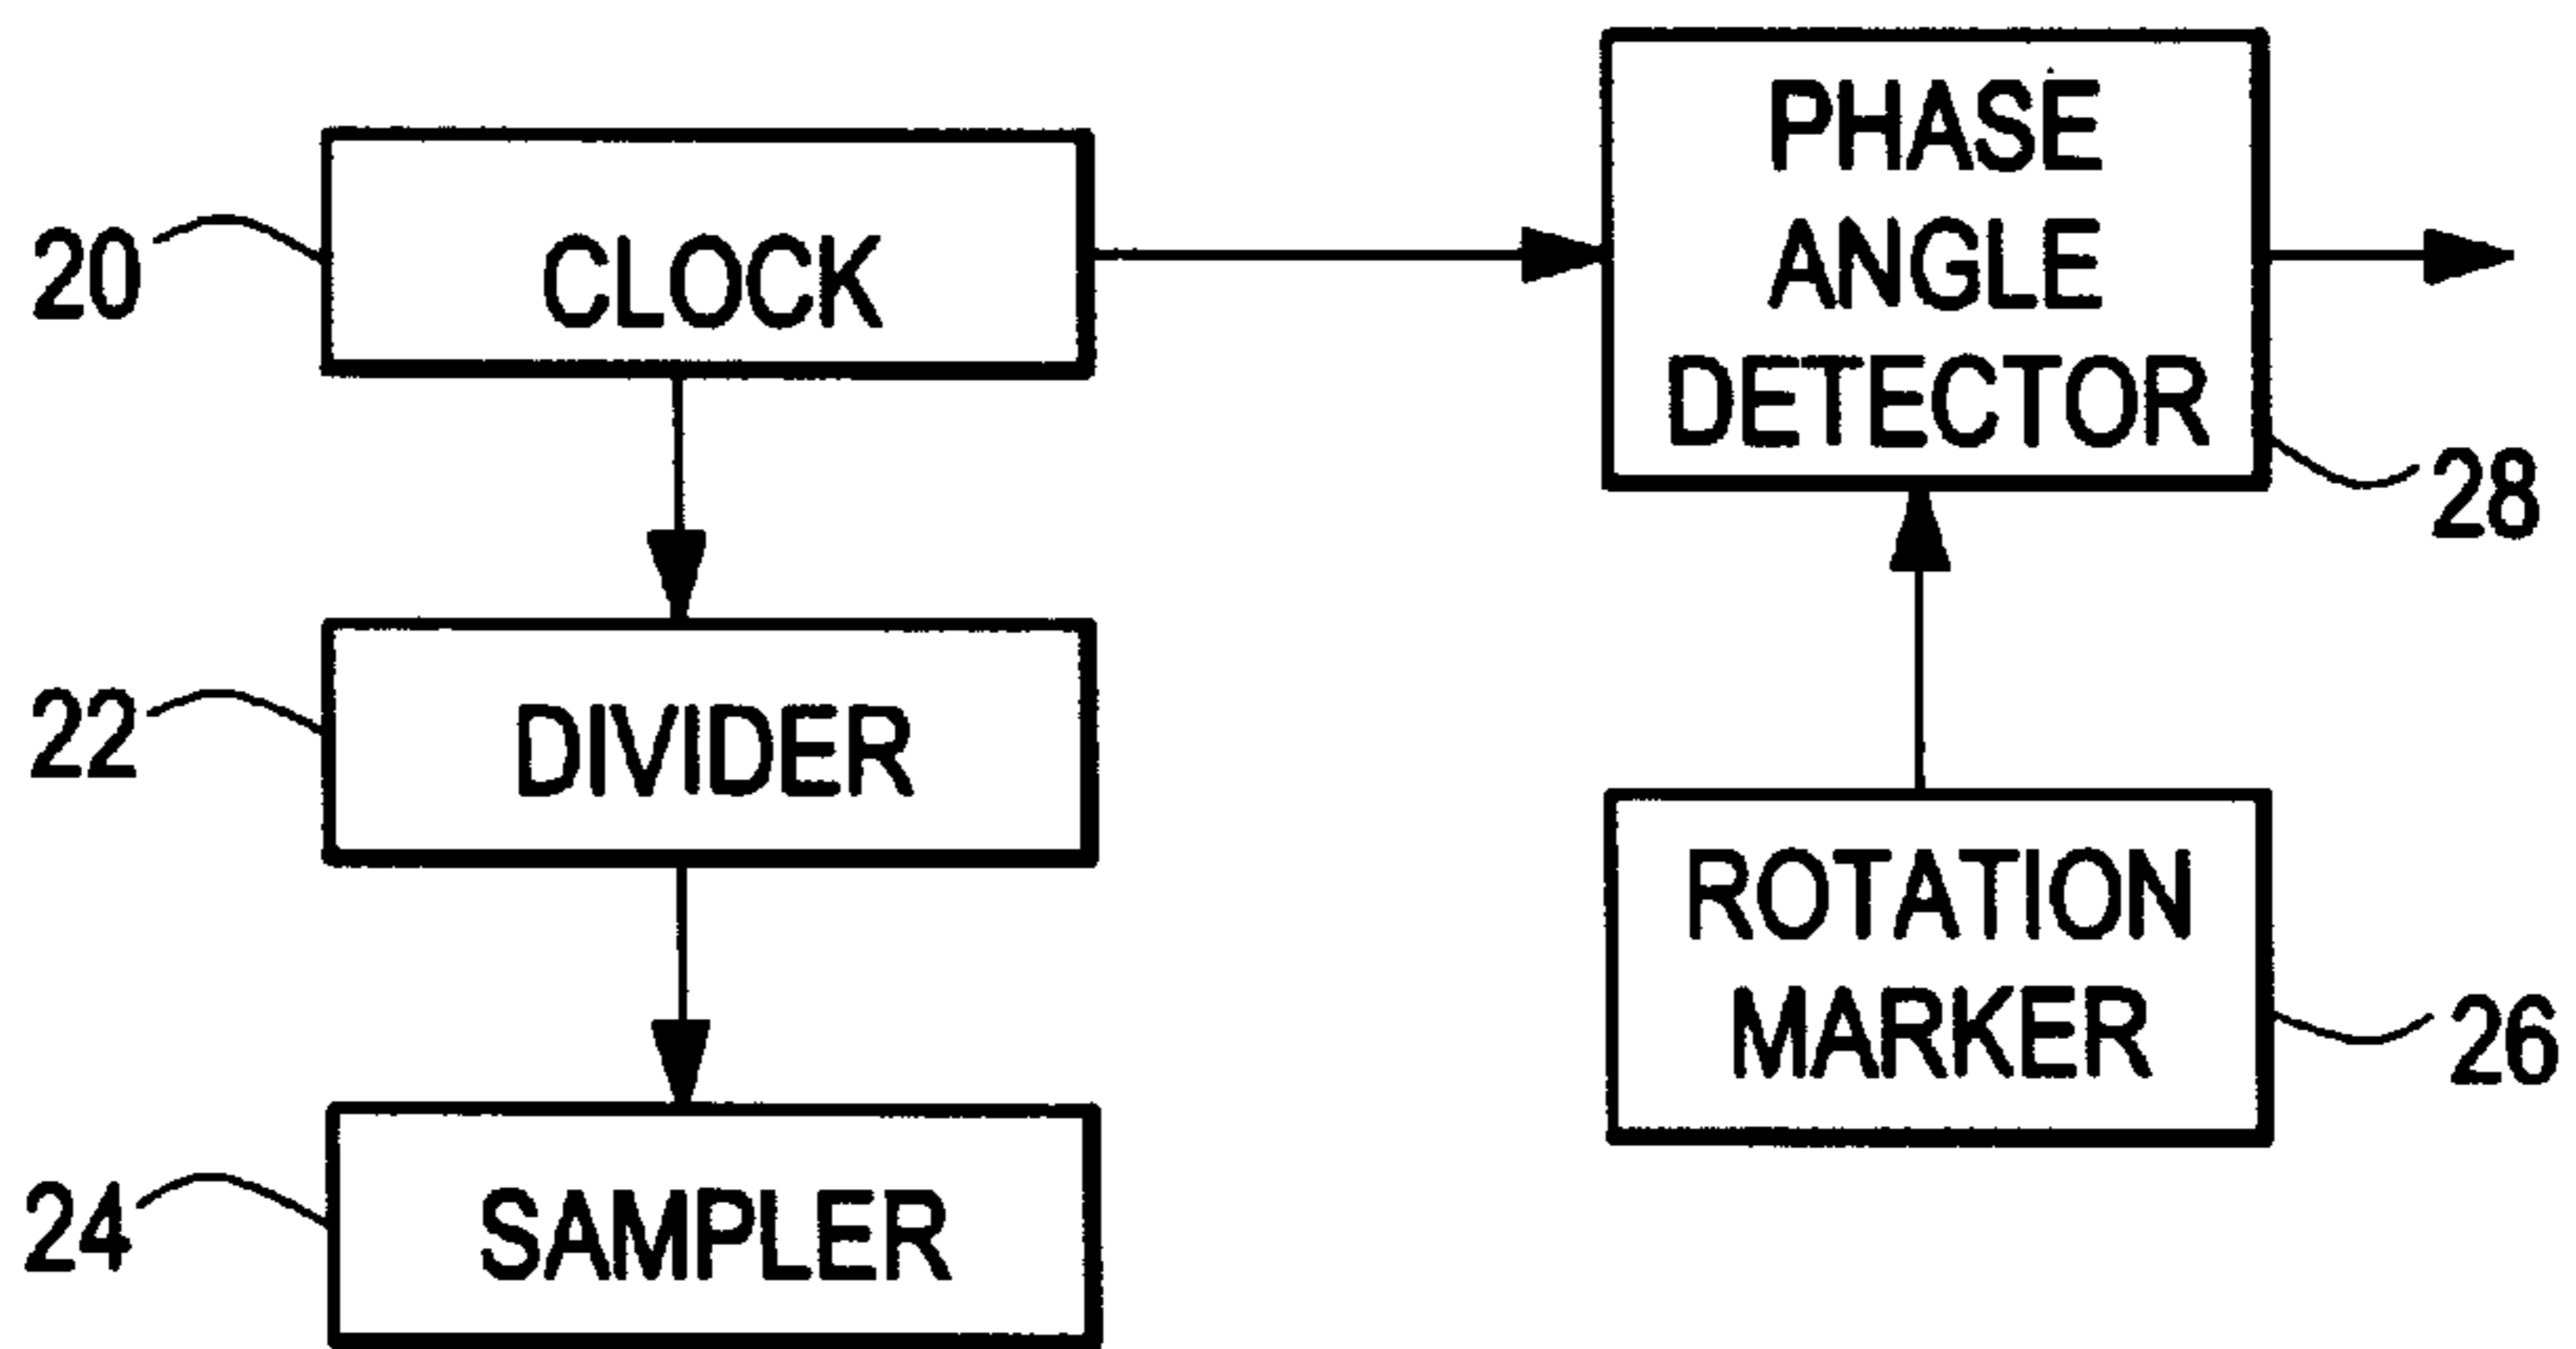 20
CLOCK
PHASE
ANGLE
DETECTOR
28
22
DIVIDER
ROTATION
MARKER
26
24
SAMPLER